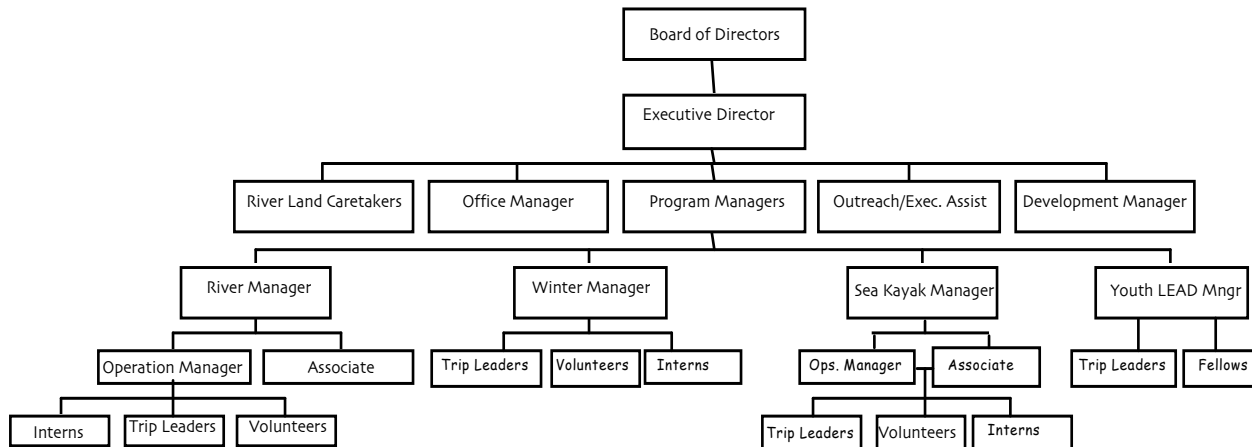 Board of Directors
Executive Director
River Land Caretakers
Office Manager
Program Managers
Outreach/Exec. Assist
Development Manager
River Manager
Winter Manager
Sea Kayak Manager
Youth LEAD Mngr
Operation Manager
Associate
Trip Leaders
Volunteers
Interns
Ops. Manager
Associate
Trip Leaders
Fellows
Interns
Trip Leaders
Volunteers
Trip Leaders
Volunteers
Interns